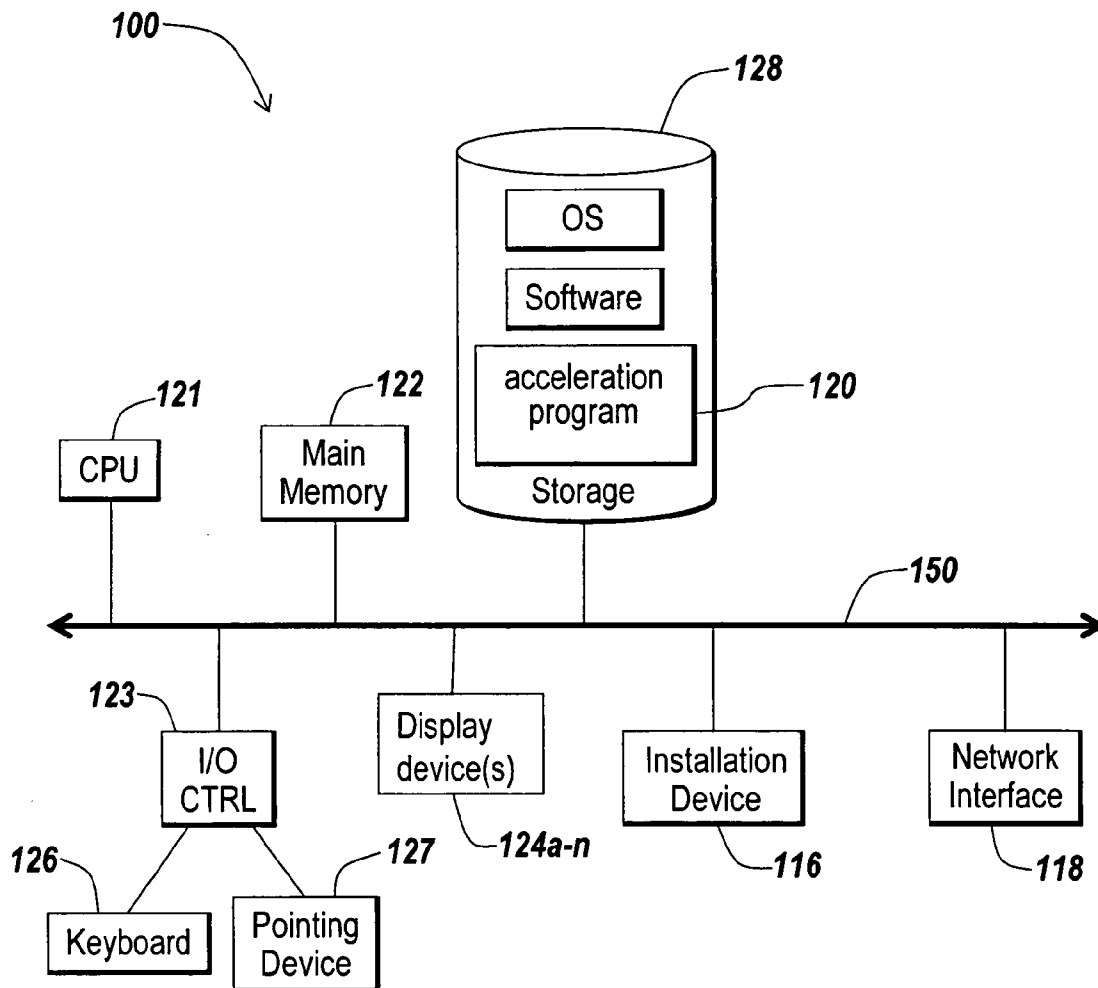 100
128
OS
Software
acceleration
program
120
Storage
121
CPU
122
Main
Memory
150
123
I/O
CTRL
Display
device(s)
124a-n
Installation
Device
116
Network
Interface
118
126
Keyboard
127
Pointing
Device